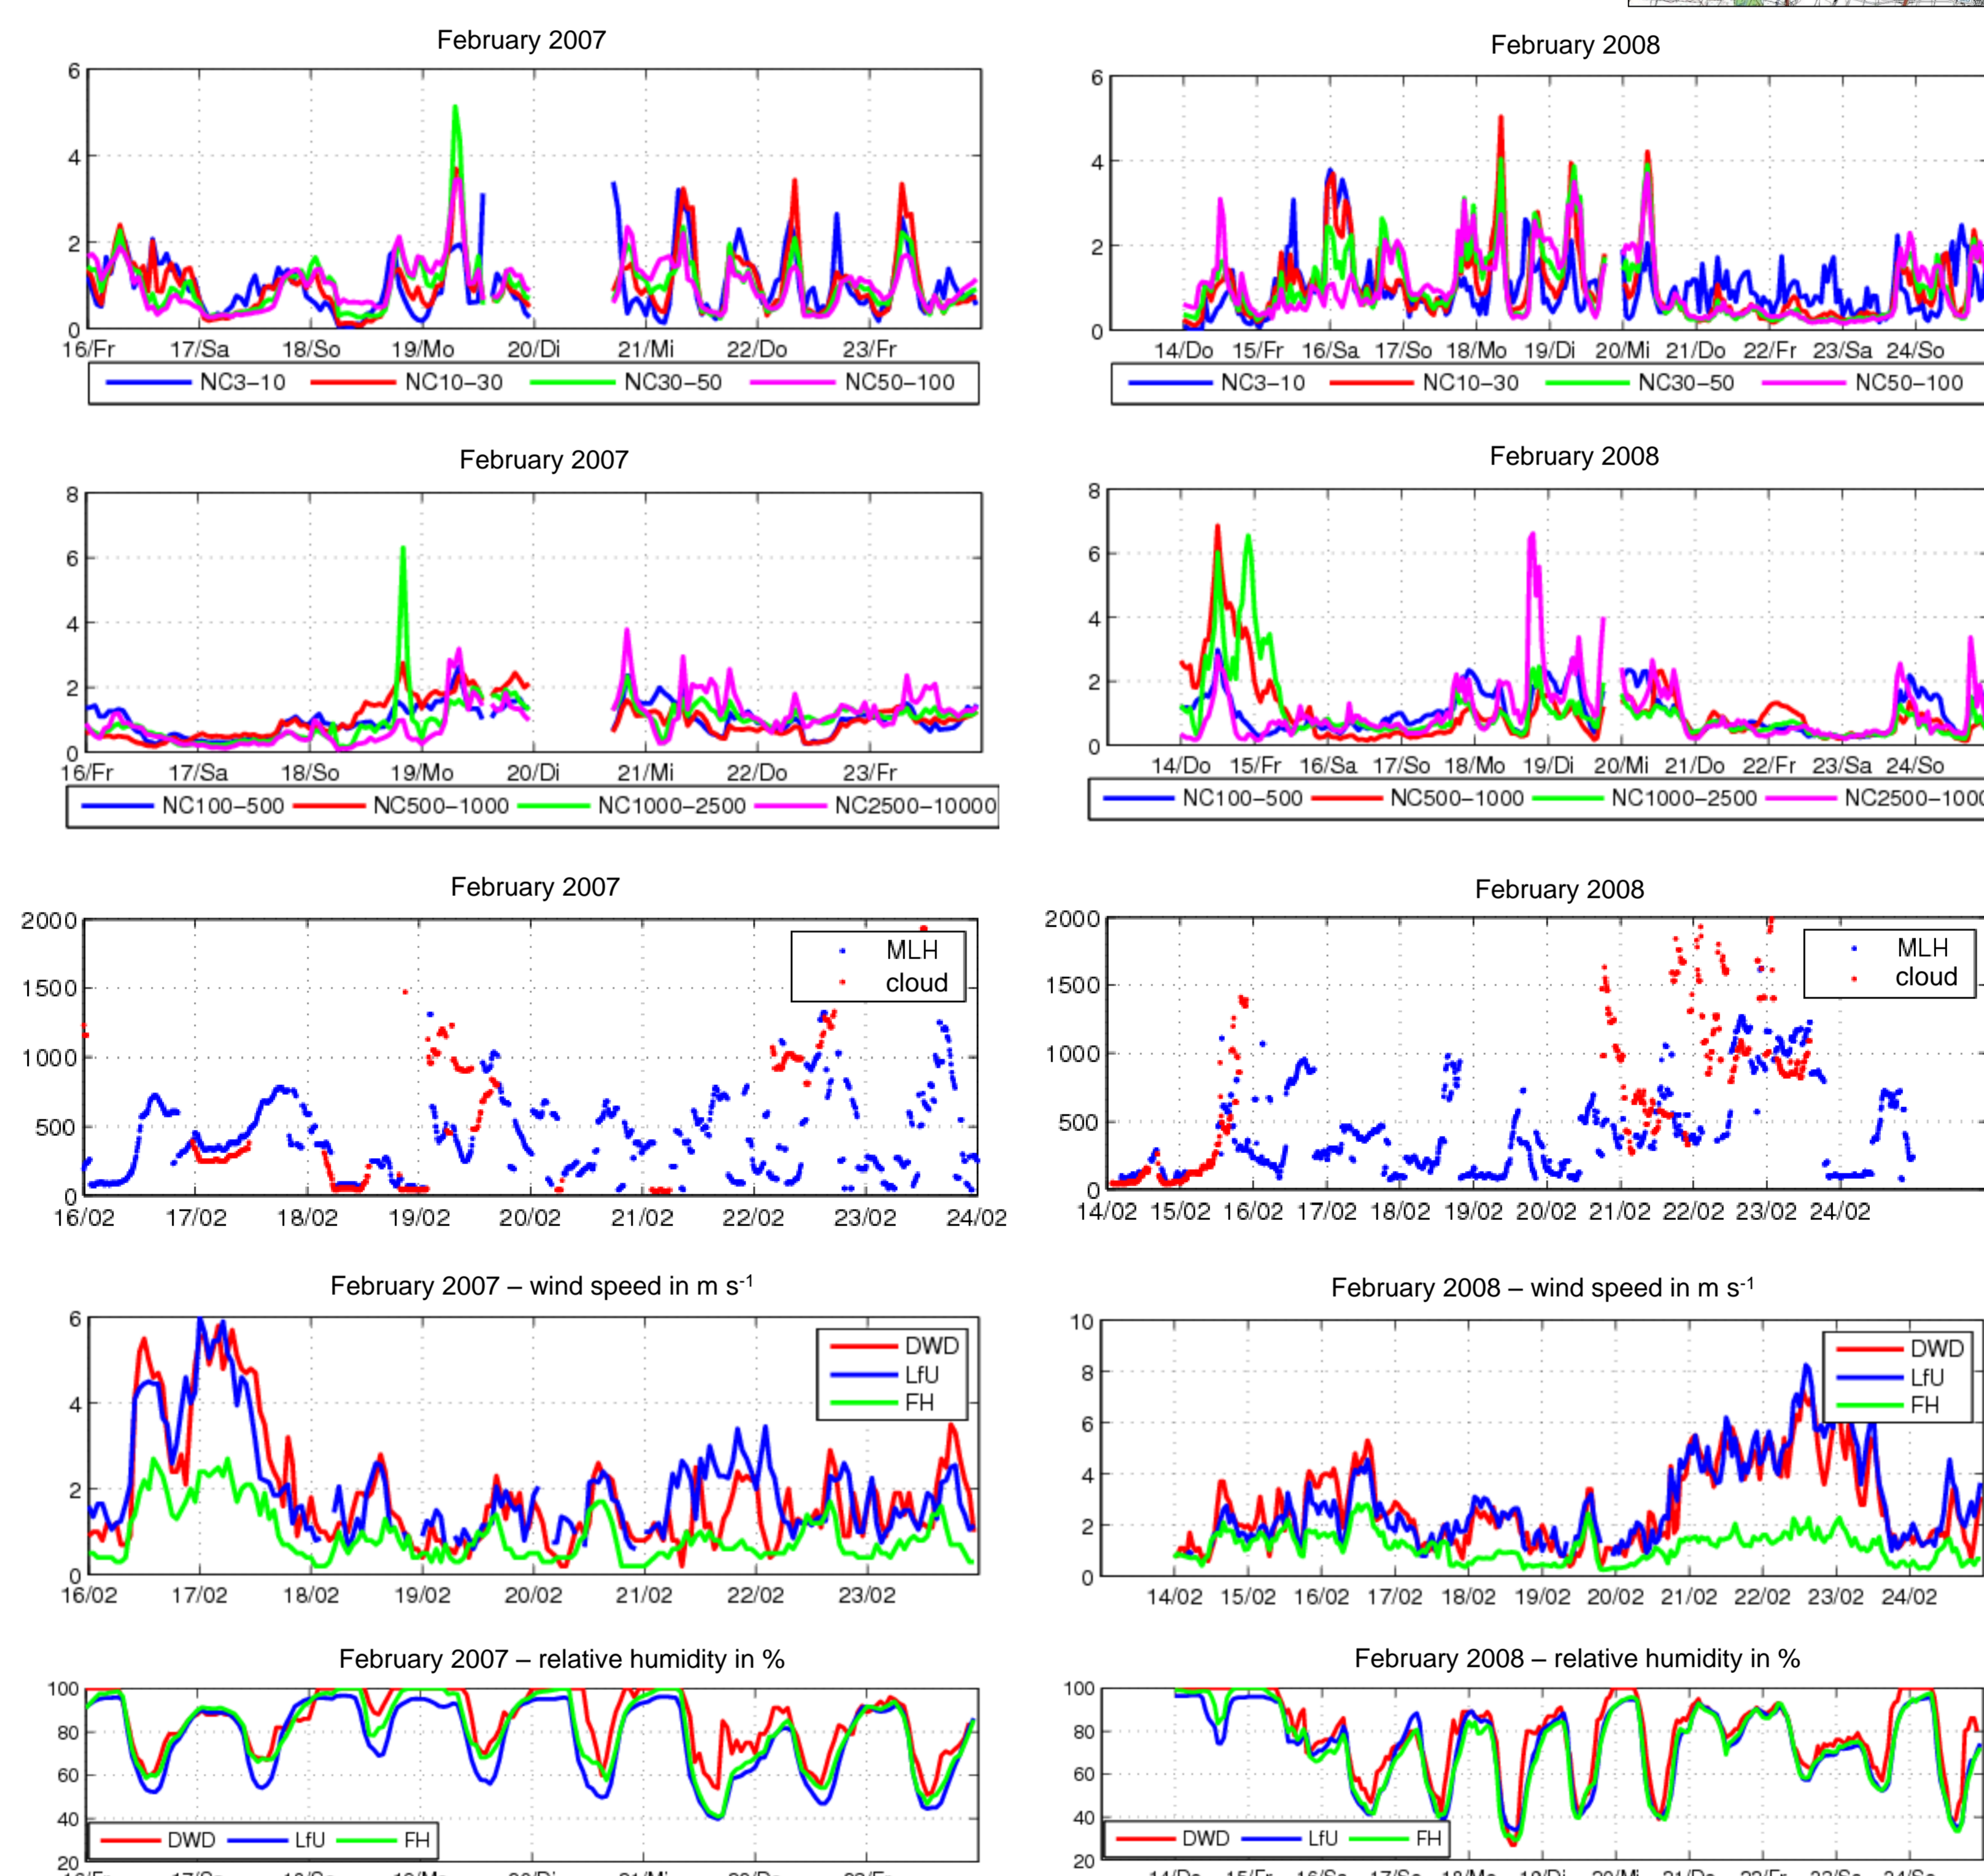 February 2007
6
4
2
0
16/Fr 17/Sa 18/So 19/Mo 20/Di 21/Mi 22/Do 23/Fr
NC3–10 NC10–30 NC30–50 NC50–100
February 2008
6
4
2
0
14/Do 15/Fr 16/Sa 17/So 18/Mo 19/Di 20/Mi 21/Do 22/Fr 23/Sa 24/So
NC3–10 NC10–30 NC30–50 NC50–100
February 2007
8
6
4
2
0
16/Fr 17/Sa 18/So 19/Mo 20/Di 21/Mi 22/Do 23/Fr
NC100–500 NC500–1000 NC1000–2500 NC2500–10000
February 2008
8
6
4
2
0
14/Do 15/Fr 16/Sa 17/So 18/Mo 19/Di 20/Mi 21/Do 22/Fr 23/Sa 24/So
NC100–500 NC500–1000 NC1000–2500 NC2500–1000
February 2007
2000
1500
1000
500
0
MLH
cloud
16/02 17/02 18/02 19/02 20/02 21/02 22/02 23/02 24/02
February 2008
2000
1500
1000
500
0
MLH
cloud
14/02 15/02 16/02 17/02 18/02 19/02 20/02 21/02 22/02 23/02 24/02
February 2007 – wind speed in m s-1
6
4
2
0
DWD
LfU
FH
16/02 17/02 18/02 19/02 20/02 21/02 22/02 23/02
February 2008 – wind speed in m s-1
10
8
6
4
2
0
DWD
LfU
FH
14/02 15/02 16/02 17/02 18/02 19/02 20/02 21/02 22/02 23/02 24/02
February 2007 – relative humidity in %
100
80
60
40
20
DWD LfU FH
February 2008 – relative humidity in %
100
80
60
40
20
DWD LfU FH